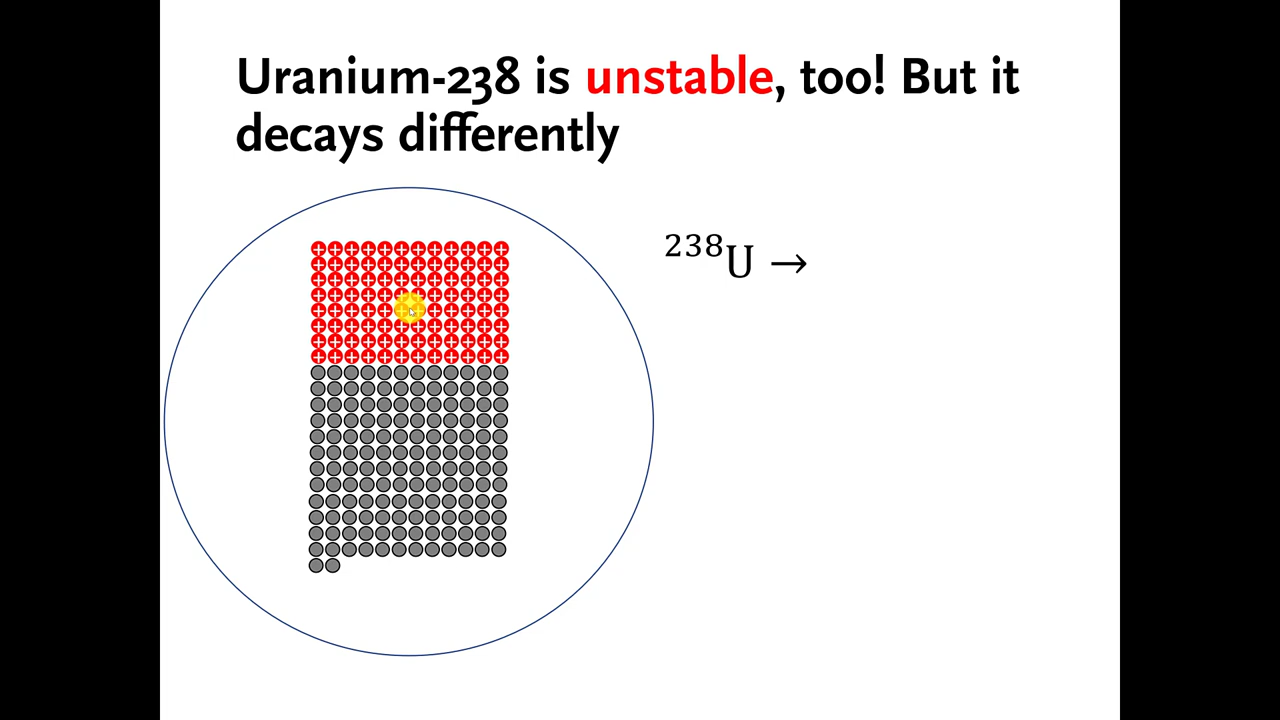 Uranium-238 is unstable, too! But it
decays differently
²³⁸U →